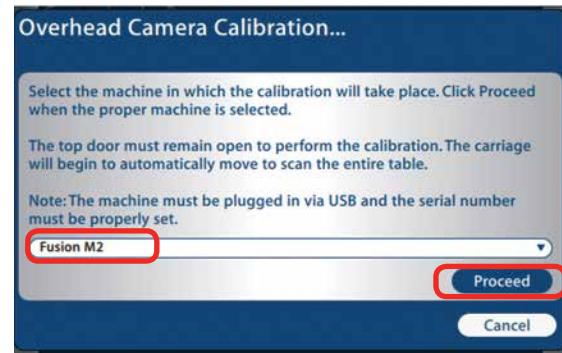 Overhead Camera Calibration...
Select the machine in which the calibration will take place. Click Proceed
when the proper machine is selected.
The top door must remain open to perform the calibration. The carriage
will begin to automatically move to scan the entire table.
Note: The machine must be plugged in via USB and the serial number
must be properly set.
Fusion M2
Proceed
Cancel